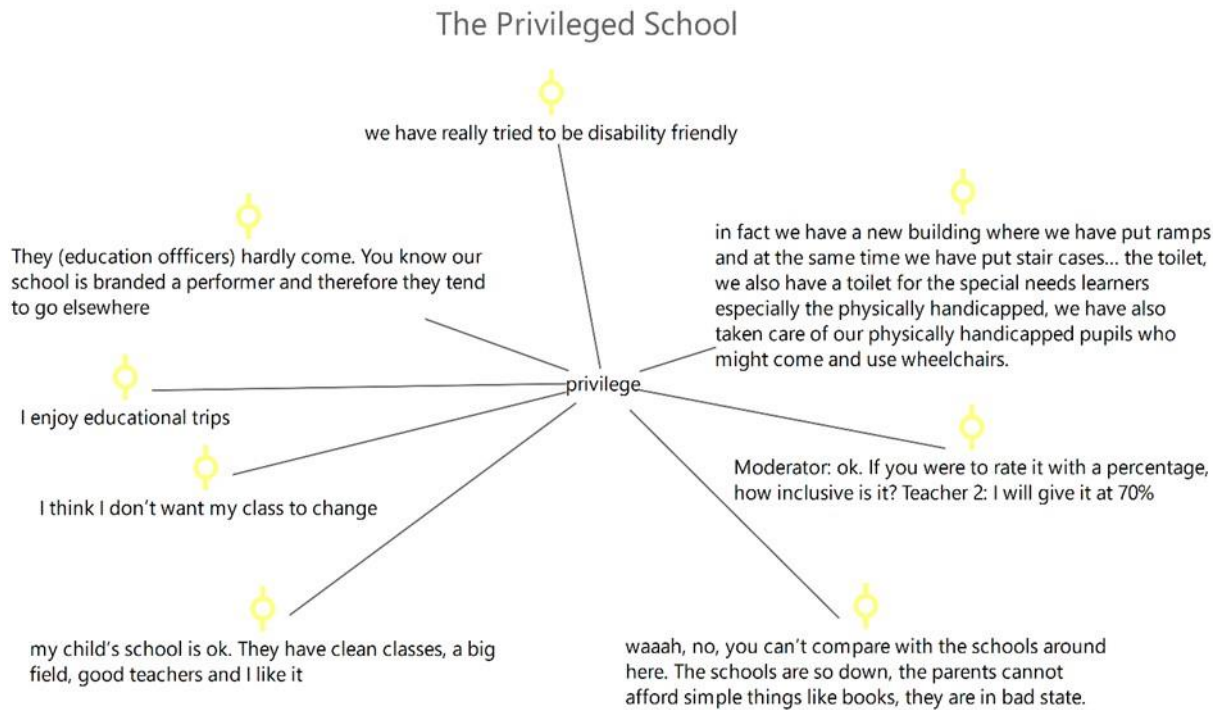 The Privileged School
we have really tried to be disability friendly
They (education offficers) hardly come. You know our
school is branded a performer and therefore they tend
to go elsewhere
in fact we have a new building where we have put ramps
and at the same time we have put stair cases... the toilet,
we also have a toilet for the special needs learners
especially the physically handicapped, we have also
taken care of our physically handicapped pupils who
might come and use wheelchairs.
privilege
I enjoy educational trips
I think I don't want my class to change
Moderator: ok. If you were to rate it with a percentage,
how inclusive is it? Teacher 2: I will give it at 70%
my child's school is ok. They have clean classes, a big
field, good teachers and I like it
waaah, no, you can't compare with the schools around
here. The schools are so down, the parents cannot
afford simple things like books, they are in bad state.